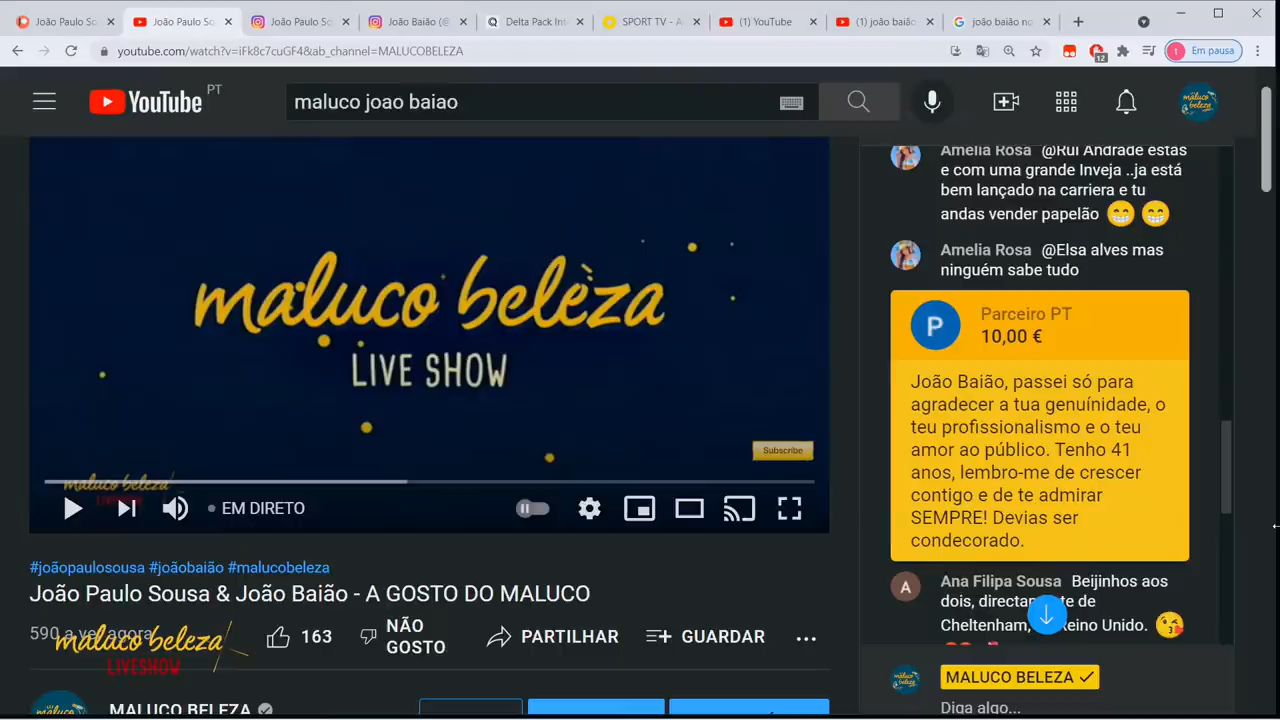 João Paulo So
João Paulo So
João Paulo So
João Baião (@
Delta Pack Int
SPORT TV - A
(1) YouTube
(1) joão baião
joão baião no
youtube.com/watch?v=iFk8c7cuGF4&ab_channel=MALUCOBELEZA
12
t
Em pausa
YouTube
PT
maluco joao baiao
maluco beleza
LIVE SHOW
Subscribe
EM DIRETO
#joãopaulosousa #joãobaião #malucobeleza
João Paulo Sousa & João Baião - A GOSTO DO MALUCO
590 a ver agora
163
NÃO
GOSTO
PARTILHAR
GUARDAR
maluco beleza
LIVESHOW
MALUCO BELEZA
Amelia Rosa @Rui Andrade estas
e com uma grande Inveja ..ja está
bem lançado na carriera e tu
andas vender papelão
Amelia Rosa @Elsa alves mas
ninguém sabe tudo
P
Parceiro PT
10,00 €
João Baião, passei só para
agradecer a tua genuínidade, o
teu profissionalismo e o teu
amor ao público. Tenho 41
anos, lembro-me de crescer
contigo e de te admirar
SEMPRE! Devias ser
condecorado.
A
Ana Filipa Sousa Beijinhos aos
dois, directamente de
Cheltenham, Reino Unido.
MALUCO BELEZA
Diga algo...